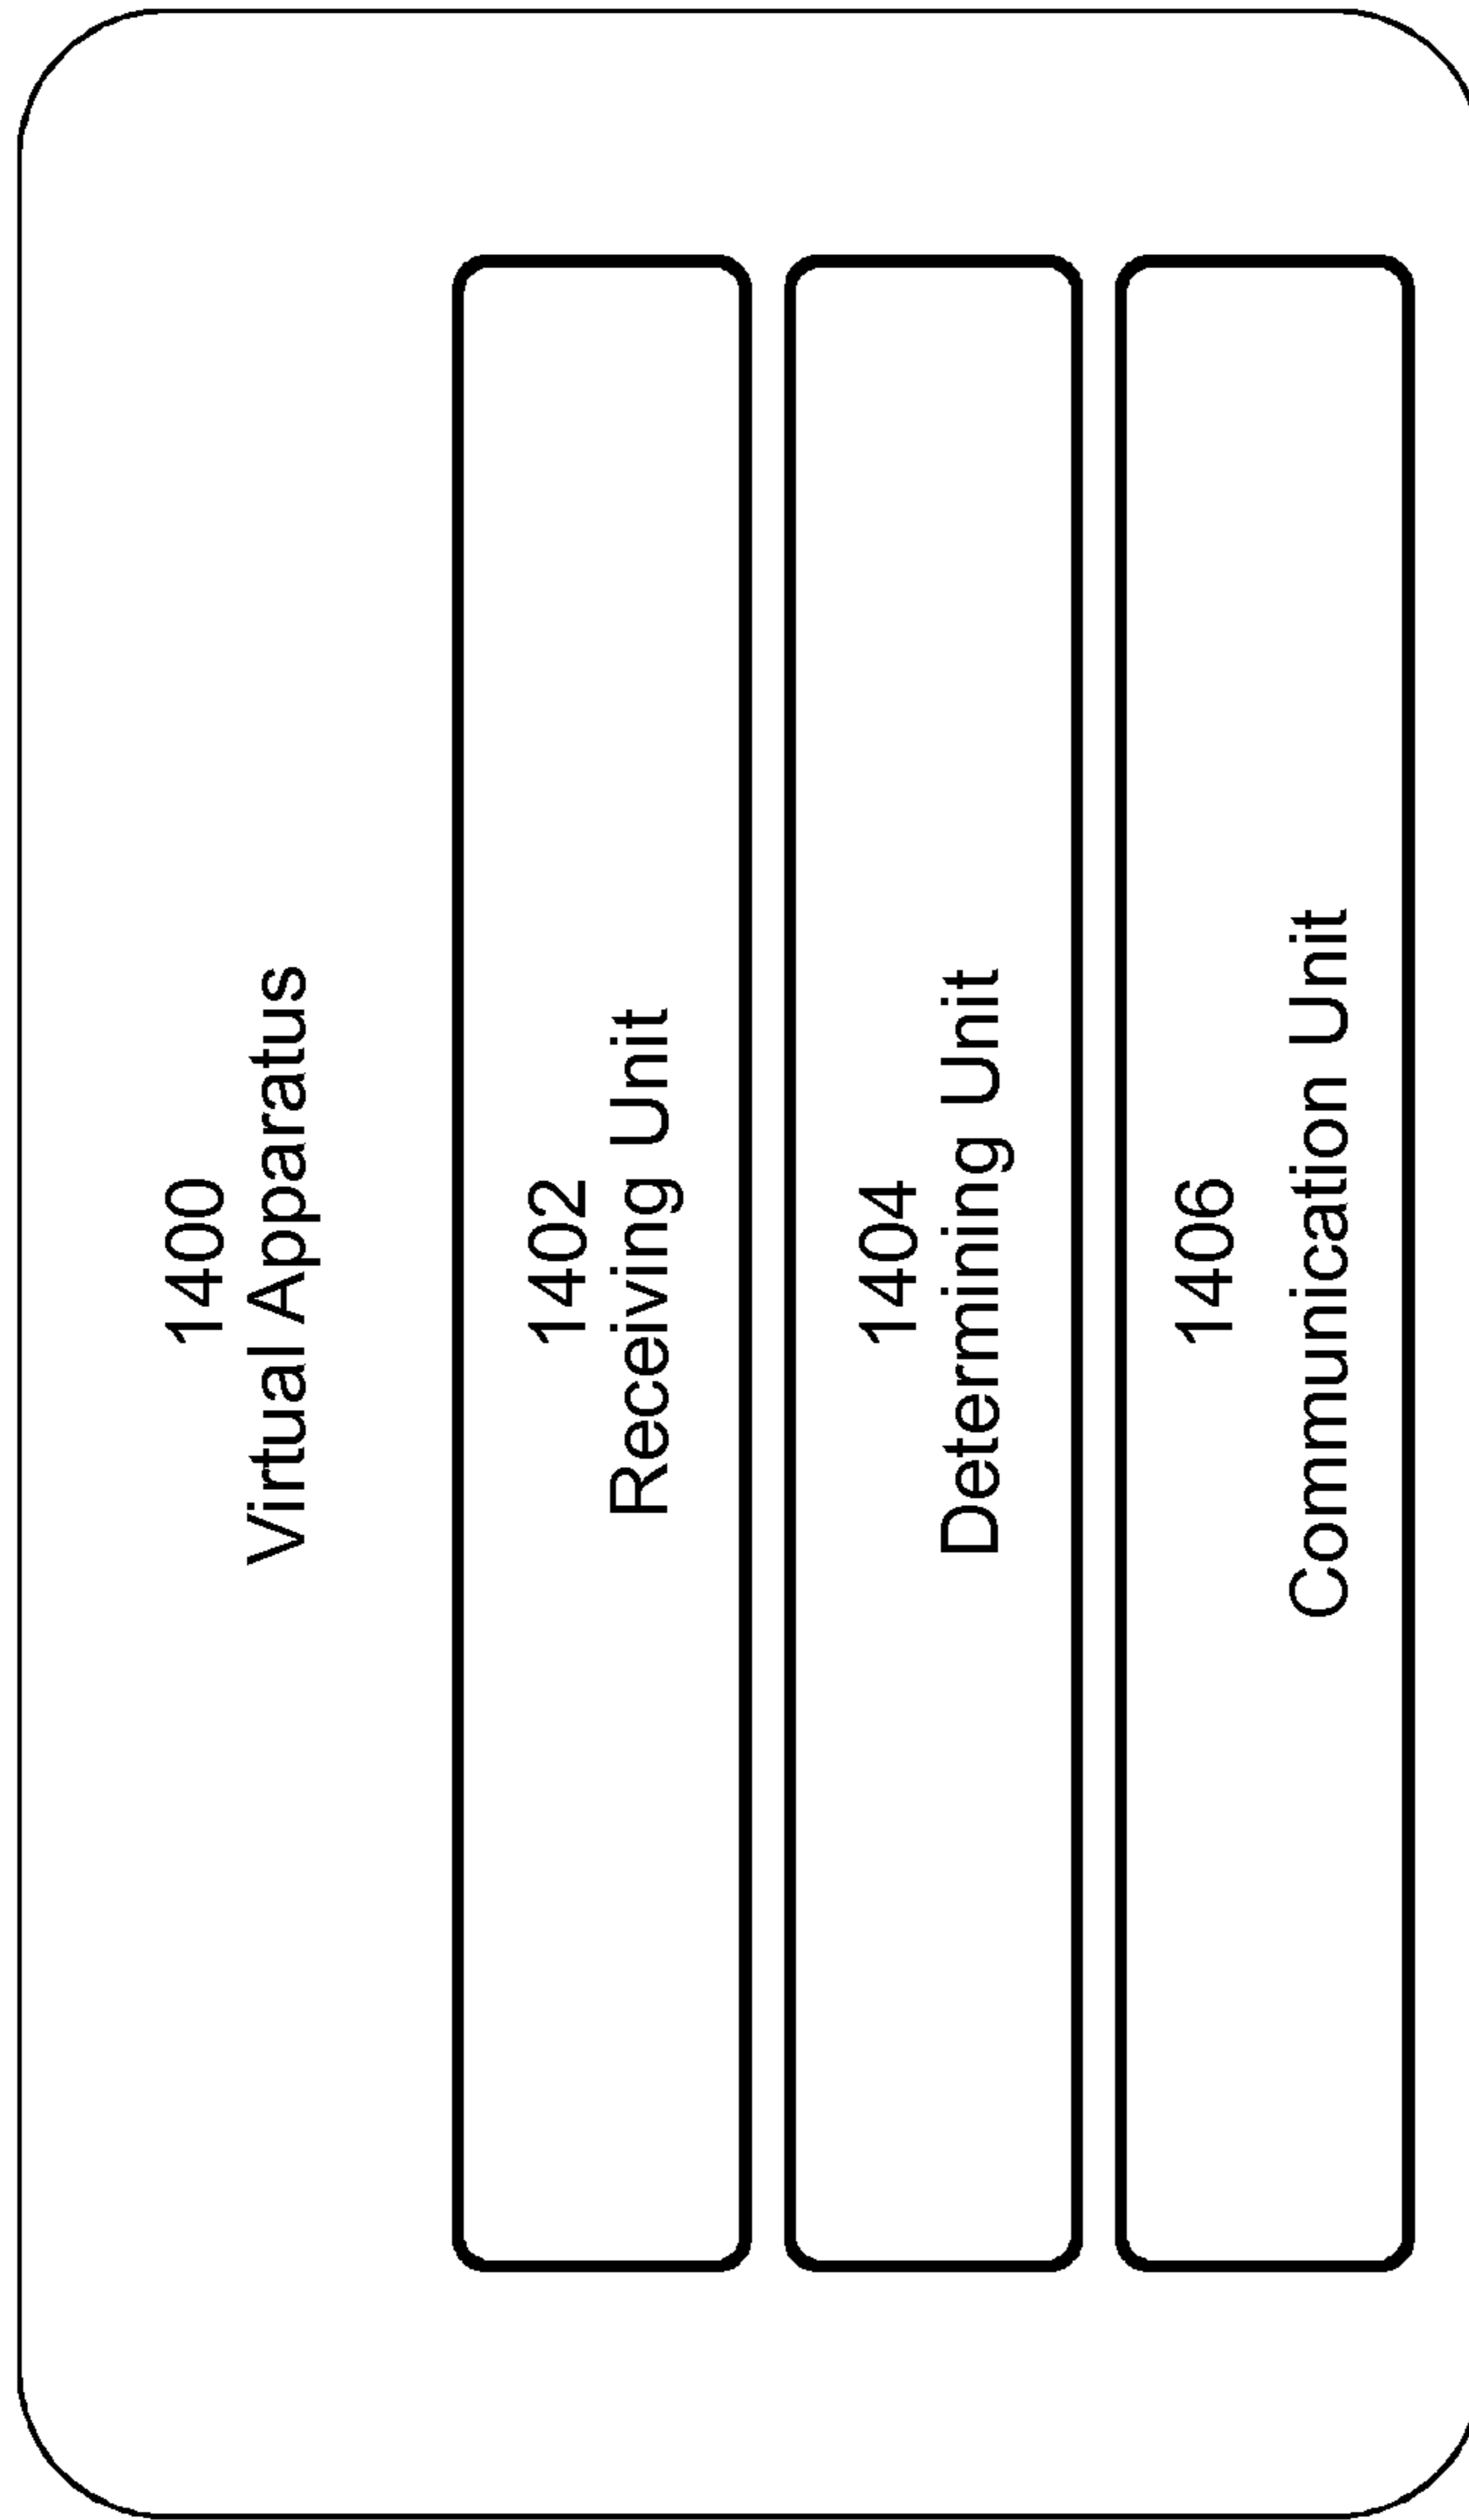 1400
Virtual Apparatus
1402
Receiving Unit
1404
Determining Unit
1406
Communication Unit